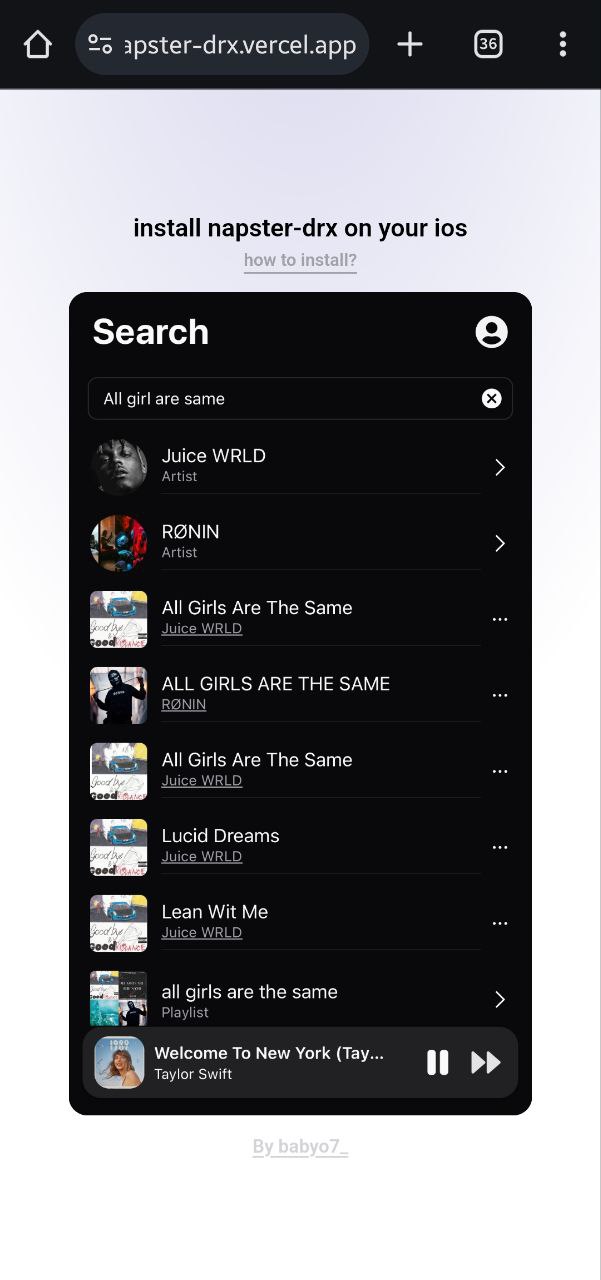 apster-drx.vercel.app
36
install napster-drx on your ios
how to install?
Search
All girl are same
Juice WRLD
Artist
RØNIN
Artist
All Girls Are The Same
Juice WRLD
ALL GIRLS ARE THE SAME
RØNIN
All Girls Are The Same
Juice WRLD
Lucid Dreams
Juice WRLD
Lean Wit Me
Juice WRLD
all girls are the same
Playlist
Welcome To New York (Tay...
Taylor Swift
By babyo7_